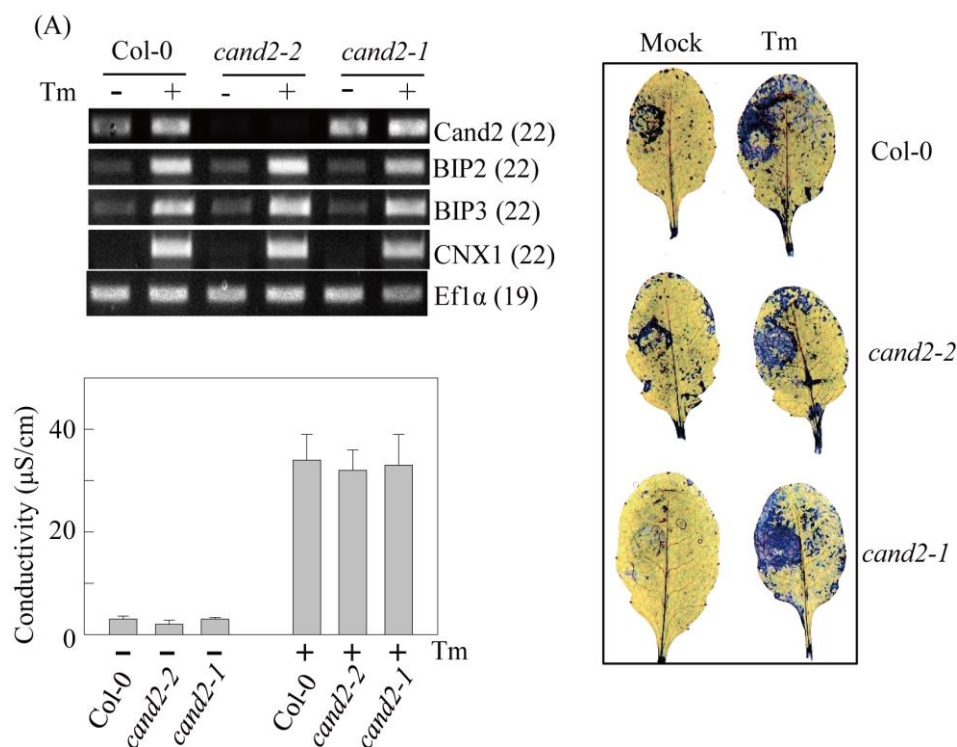 (A)
Col-0 cand2-2 cand2-1
Tm - + - + - +
Cand2 (22)
BIP2 (22)
BIP3 (22)
CNX1 (22)
Ef1α (19)
Conductivity (μS/cm)
40
20
0
- - - + + + Tm
Col-0 cand2-2 cand2-1 Col-0 cand2-2 cand2-1
Mock Tm
Col-0
cand2-2
cand2-1